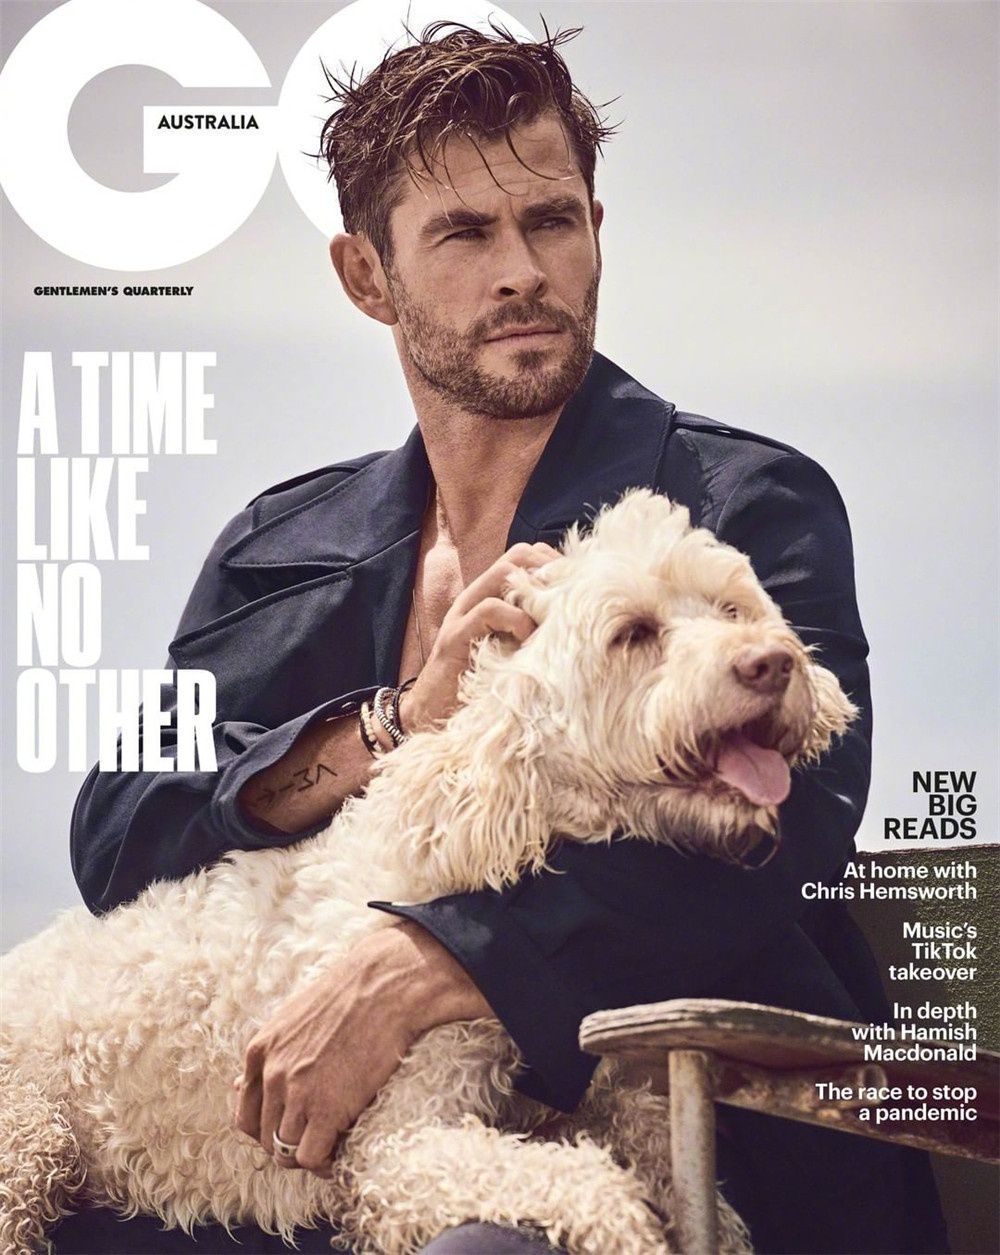 GQ
AUSTRALIA
GENTLEMEN'S QUARTERLY
A TIME
LIKE
NO
OTHER
NEW
BIG
READS
At home with
Chris Hemsworth
Music's
TikTok
takeover
In depth
with Hamish
Macdonald
The race to stop
a pandemic